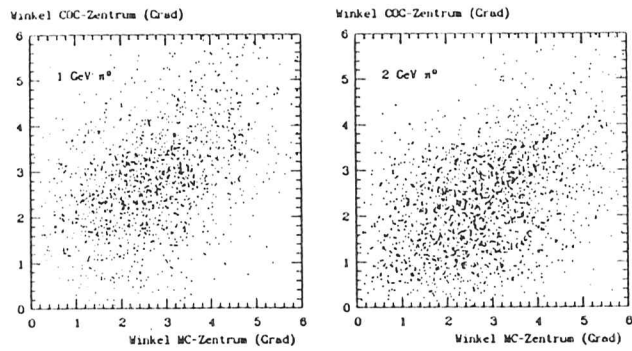 Winkel COC-Zentrum (Grad)
6
5
4
3
2
1
0
1 GeV π°
0 1 2 3 4 5 6
Winkel MC-Zentrum (Grad)
Winkel COC-Zentrum (Grad)
6
5
4
3
2
1
0
2 GeV π°
0 1 2 3 4 5 6
Winkel MC-Zentrum (Grad)